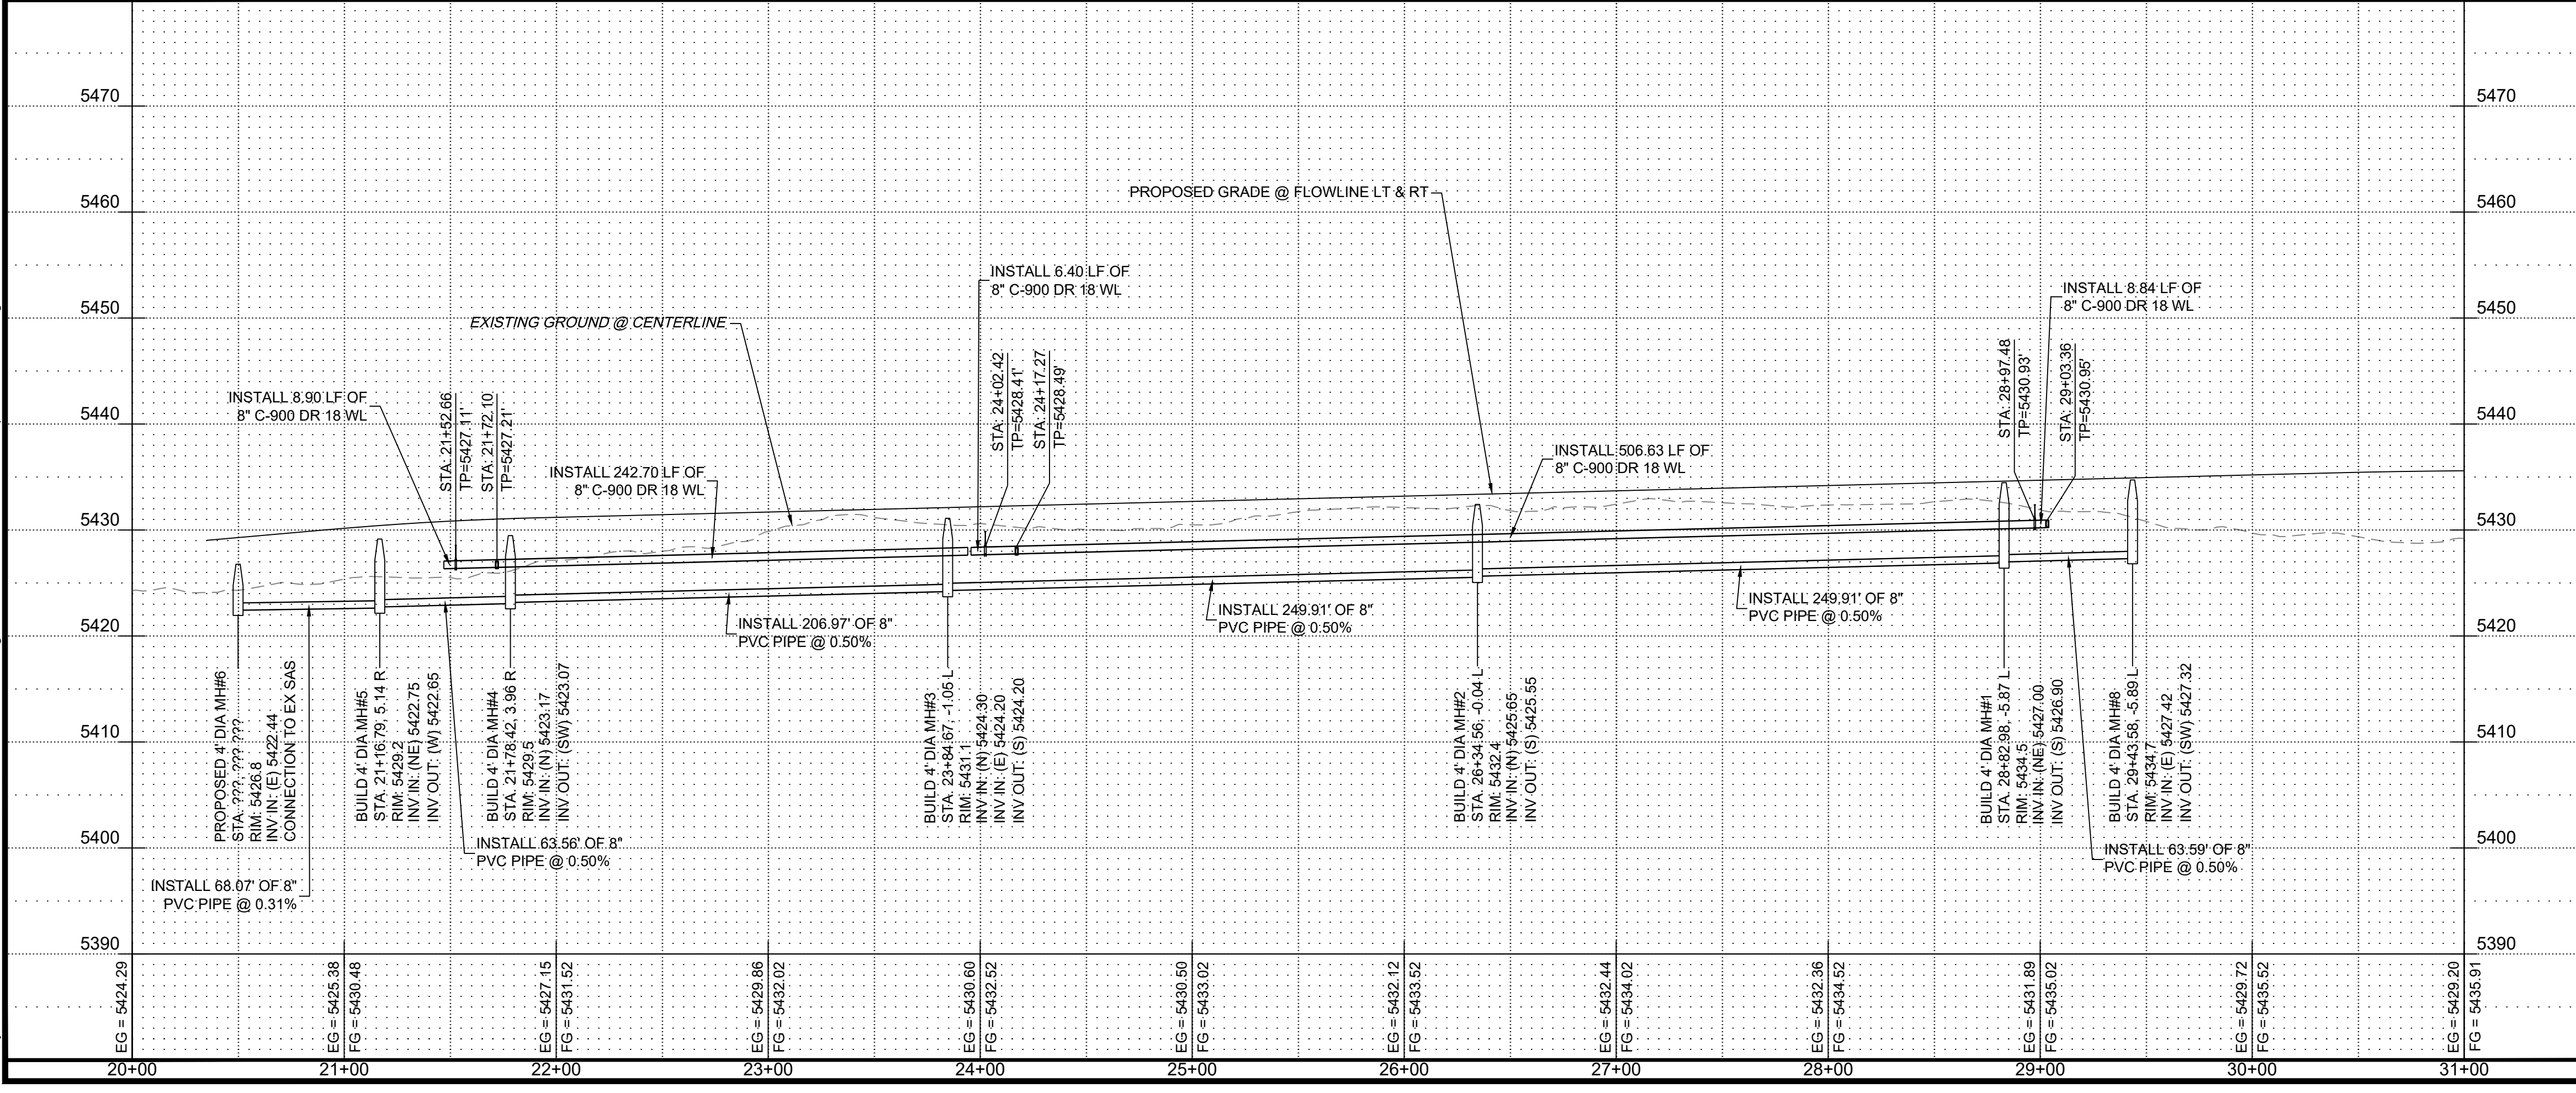 5470
5470
5460
5460
PROPOSED GRADE @ FLOWLINE LT & RT
5450
5450
INSTALL 6.40 LF OF
8" C-900 DR 18 WL
INSTALL 8.84 LF OF
8" C-900 DR 18 WL
EXISTING GROUND @ CENTERLINE
5440
5440
INSTALL 8.90 LF OF
8" C-900 DR 18 WL
STA: 21+52.66
TP=5427.11'
STA: 21+72.10
TP=5427.21'
INSTALL 242.70 LF OF
8" C-900 DR 18 WL
STA: 24+02.42
TP=5428.41'
STA: 24+17.27
TP=5428.49'
INSTALL 506.63 LF OF
8" C-900 DR 18 WL
STA: 28+97.48
TP=5430.93'
STA: 29+03.36
TP=5430.95'
5430
5430
5420
5420
INSTALL 206.97' OF 8"
PVC PIPE @ 0.50%
INSTALL 249.91' OF 8"
PVC PIPE @ 0.50%
INSTALL 249.91' OF 8"
PVC PIPE @ 0.50%
PROPOSED 4' DIA MH#6
STA. ???, ???.???
RIM: 5426.8
INV IN: (E) 5422.44
CONNECTION TO EX SAS
BUILD 4' DIA MH#5
STA. 21+16.79, 5.14 R
RIM: 5429.2
INV IN: (NE) 5422.75
INV OUT: (W) 5422.65
BUILD 4' DIA MH#4
STA. 21+78.42, 3.96 R
RIM: 5429.5
INV IN: (N) 5423.17
INV OUT: (SW) 5423.07
BUILD 4' DIA MH#3
STA. 23+84.67, -1.05 L
RIM: 5431.1
INV IN: (N) 5424.30
INV IN: (E) 5424.20
INV OUT: (S) 5424.20
BUILD 4' DIA MH#2
STA. 26+34.56, -0.04 L
RIM: 5432.4
INV IN: (N) 5425.65
INV OUT: (S) 5425.55
BUILD 4' DIA MH#1
STA. 28+82.98, -5.87 L
RIM: 5434.5
INV IN: (NE) 5427.00
INV OUT: (S) 5426.90
BUILD 4' DIA MH#8
STA. 29+43.58, -5.89 L
RIM: 5434.7
INV IN: (E) 5427.42
INV OUT: (SW) 5427.32
5410
5410
5400
5400
INSTALL 63.56' OF 8"
PVC PIPE @ 0.50%
INSTALL 63.59' OF 8"
PVC PIPE @ 0.50%
INSTALL 68.07' OF 8"
PVC PIPE @ 0.31%
5390
5390
EG = 5424.29
EG = 5425.38
FG = 5430.48
EG = 5427.15
FG = 5431.52
EG = 5429.86
FG = 5432.02
EG = 5430.60
FG = 5432.52
EG = 5430.50
FG = 5433.02
EG = 5432.12
FG = 5433.52
EG = 5432.44
FG = 5434.02
EG = 5432.36
FG = 5434.52
EG = 5431.89
FG = 5435.02
EG = 5429.72
FG = 5435.52
EG = 5429.20
FG = 5435.91
20+00
21+00
22+00
23+00
24+00
25+00
26+00
27+00
28+00
29+00
30+00
31+00